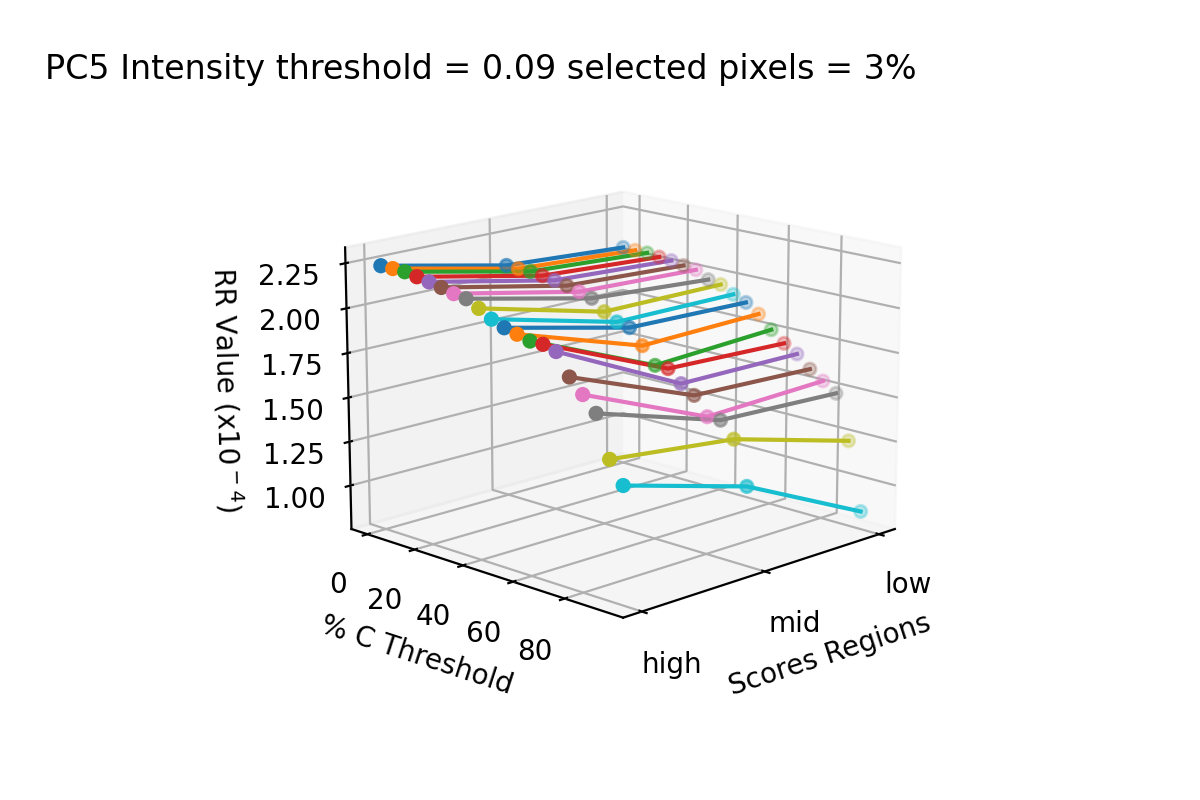 PC5 Intensity threshold = 0.09 selected pixels = 3%
RR Value (x10⁻⁴)
2.25
2.00
1.75
1.50
1.25
1.00
0
20
40
60
80
% C Threshold
high
mid
low
Scores Regions